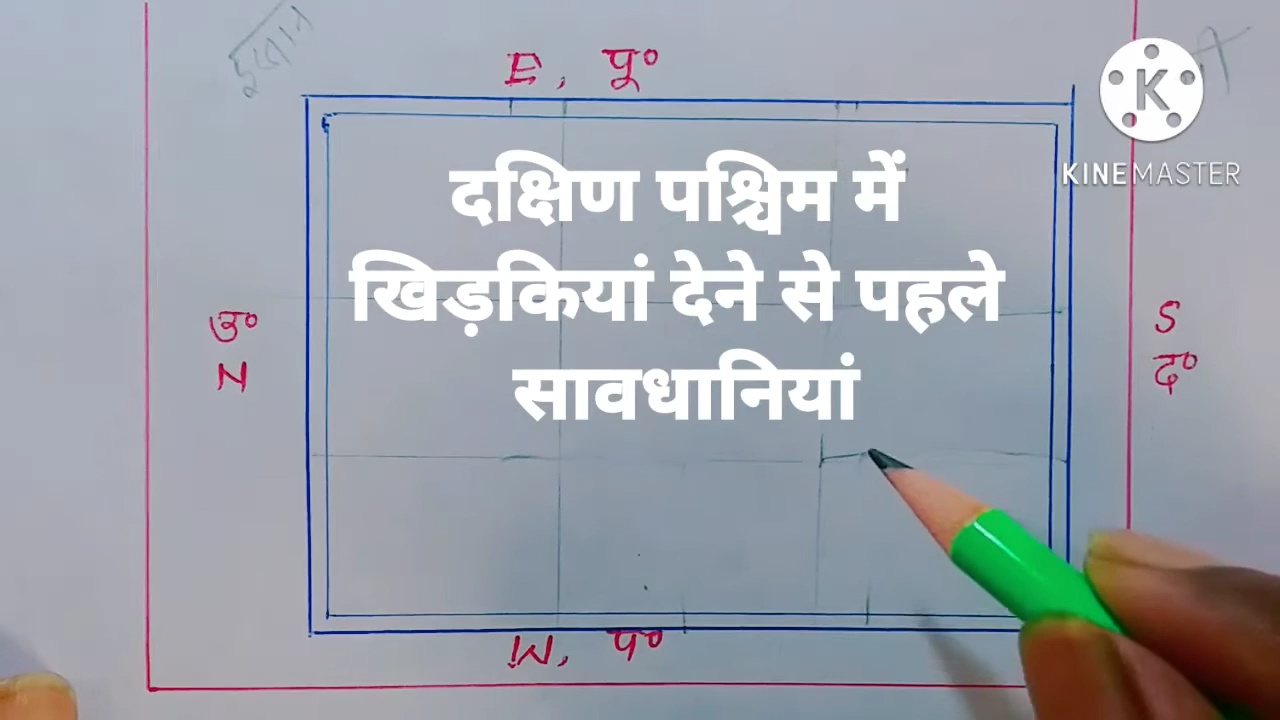 E, पू०
K
KINEMASTER
दक्षिण पश्चिम में
खिड़कियां देने से पहले
सावधानियां
उ०
N
S
द०
W, प०